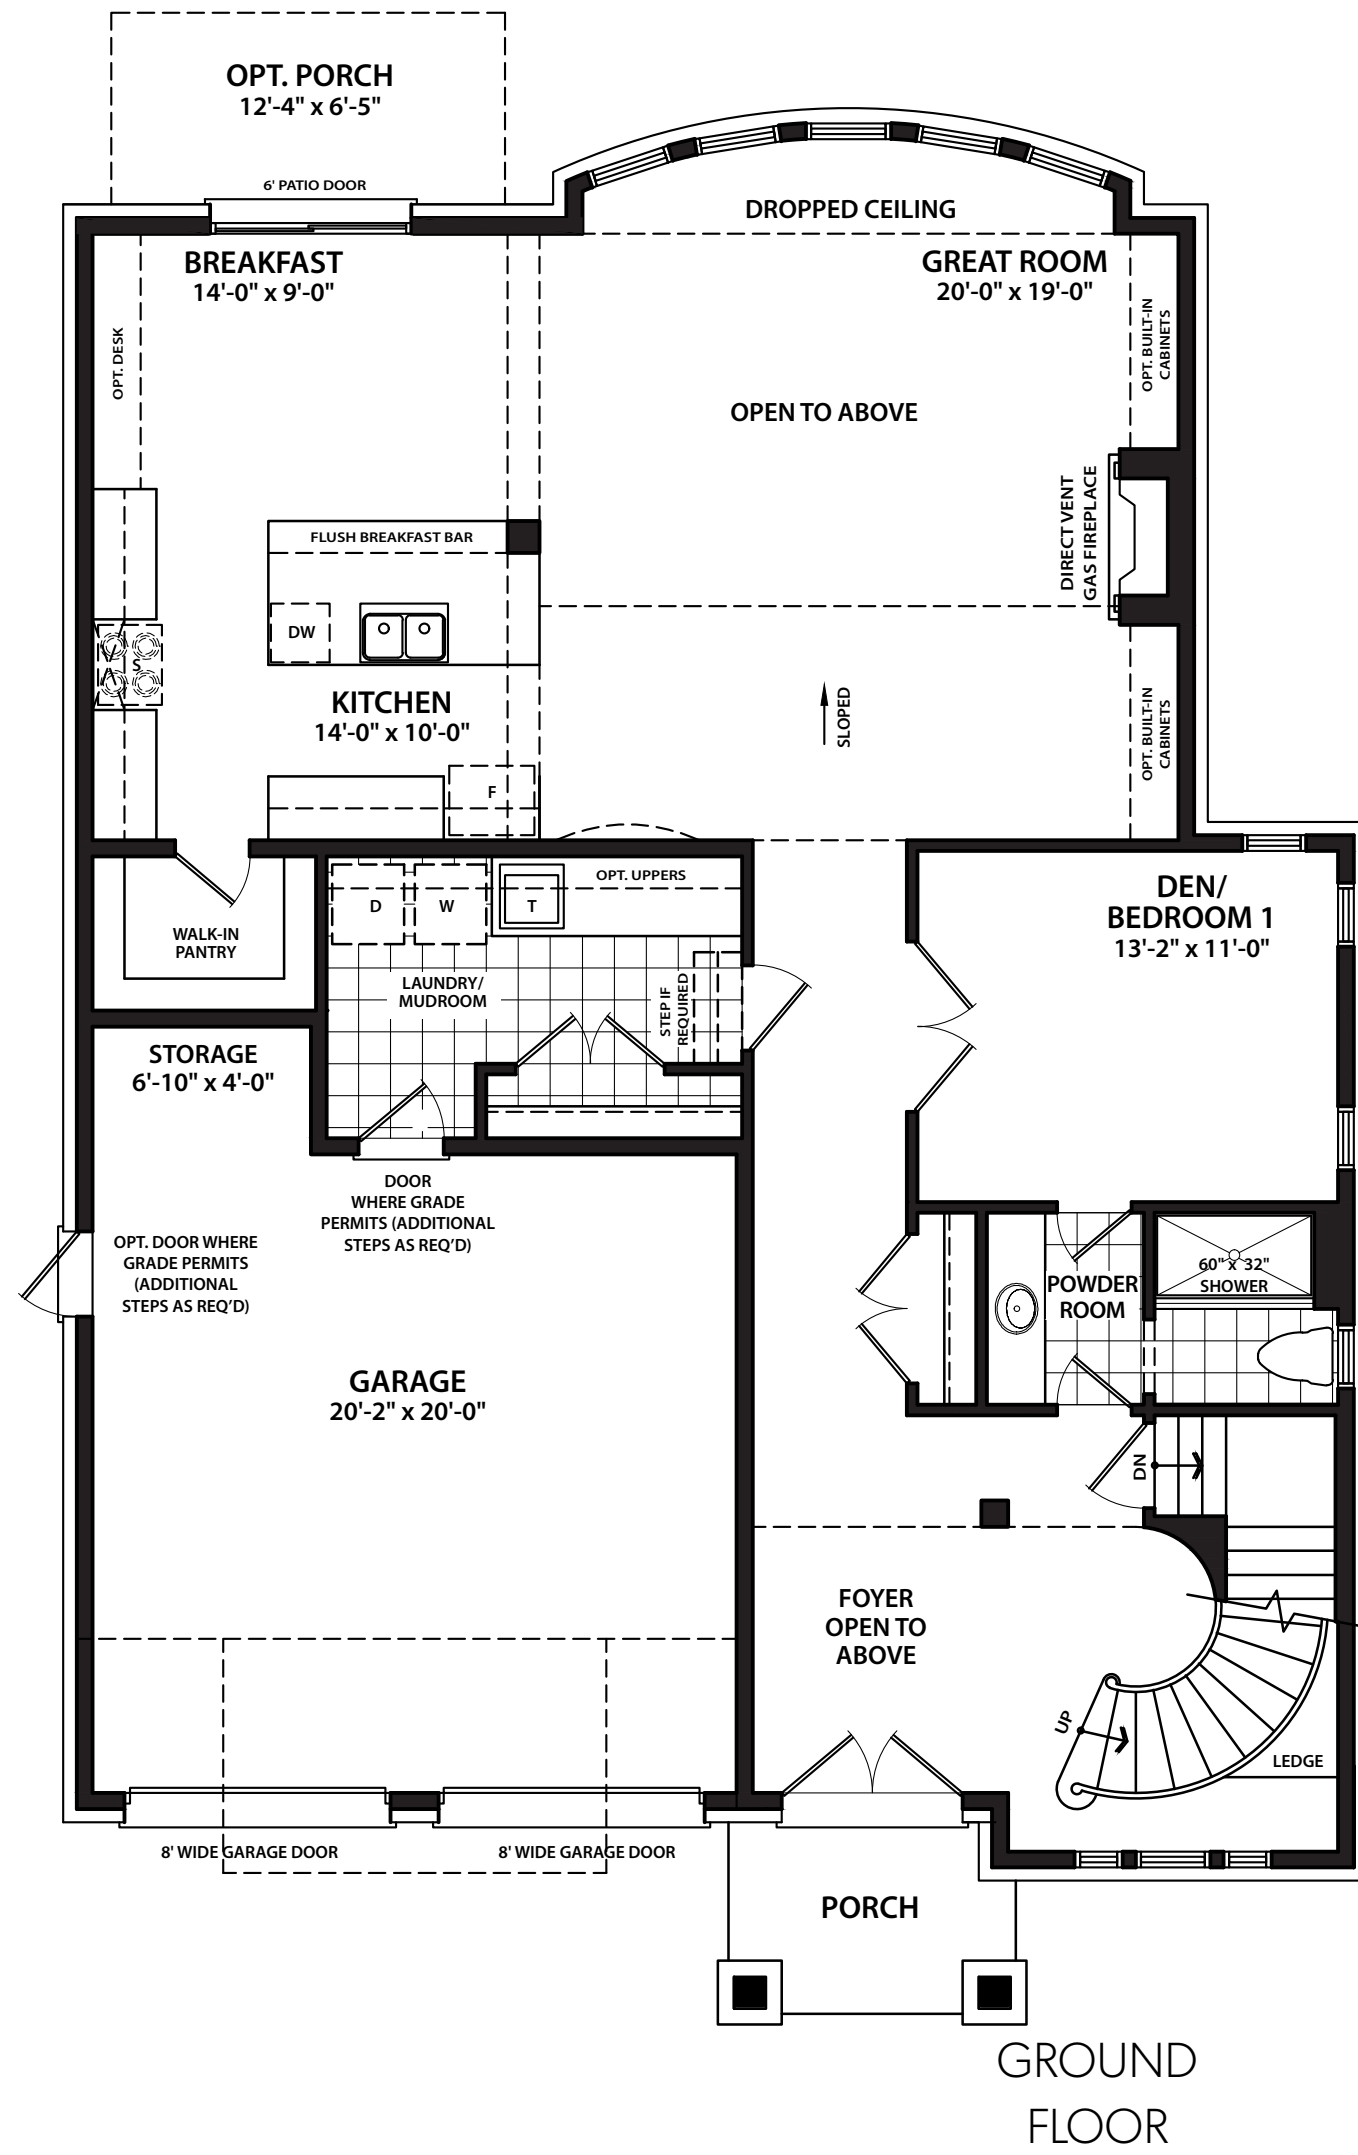 OPT. PORCH
12'-4" x 6'-5"
6' PATIO DOOR
DROPPED CEILING
BREAKFAST
14'-0" x 9'-0"
GREAT ROOM
20'-0" x 19'-0"
OPT. DESK
OPT. BUILT-IN
CABINETS
OPEN TO ABOVE
DIRECT VENT
GAS FIREPLACE
FLUSH BREAKFAST BAR
DW
S
KITCHEN
14'-0" x 10'-0"
SLOPED
OPT. BUILT-IN
CABINETS
F
OPT. UPPERS
D
W
T
WALK-IN
PANTRY
DEN/
BEDROOM 1
13'-2" x 11'-0"
LAUNDRY/
MUDROOM
STEP IF
REQUIRED
STORAGE
6'-10" x 4'-0"
DOOR
WHERE GRADE
PERMITS (ADDITIONAL
STEPS AS REQ'D)
OPT. DOOR WHERE
GRADE PERMITS
(ADDITIONAL
STEPS AS REQ'D)
60" x 32"
SHOWER
POWDER
ROOM
GARAGE
20'-2" x 20'-0"
DN
FOYER
OPEN TO
ABOVE
UP
LEDGE
8' WIDE GARAGE DOOR
8' WIDE GARAGE DOOR
PORCH
GROUND
FLOOR